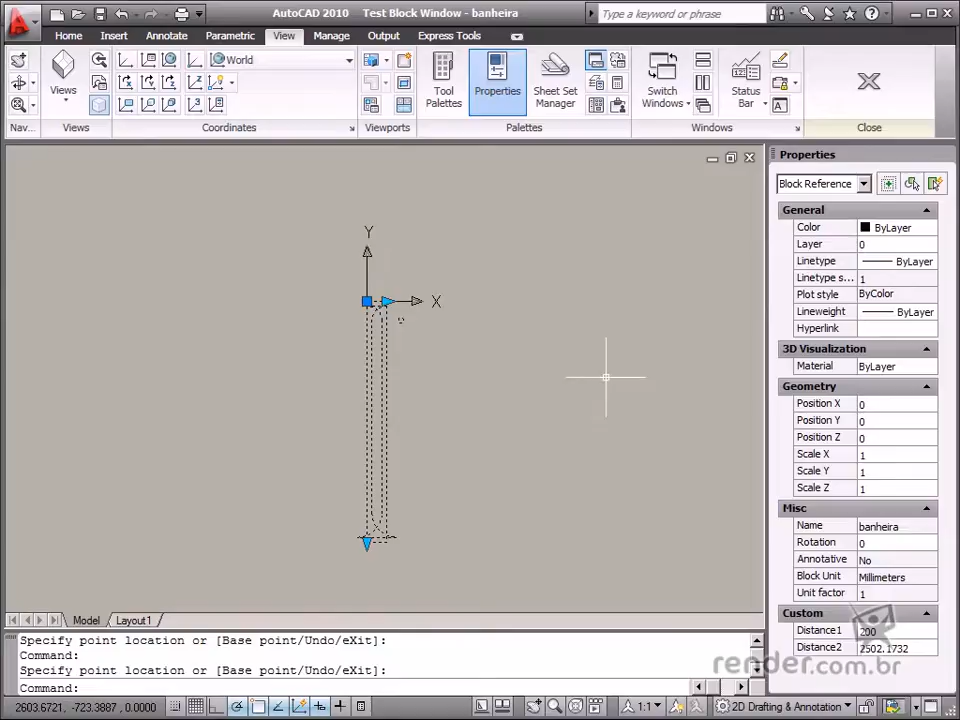 AutoCAD 2010 Test Block Window - banheira
Type a keyword or phrase
Home Insert Annotate Parametric View Manage Output Express Tools
World
Views
Tool Palettes
Properties
Sheet Set Manager
Switch Windows
Status Bar
Nav... Views Coordinates Viewports Palettes Windows Close
Y
X
Properties
Block Reference
General
Color ByLayer
Layer 0
Linetype ByLayer
Linetype s... 1
Plot style ByColor
Lineweight ByLayer
Hyperlink
3D Visualization
Material ByLayer
Geometry
Position X 0
Position Y 0
Position Z 0
Scale X 1
Scale Y 1
Scale Z 1
Misc
Name banheira
Rotation 0
Annotative No
Block Unit Millimeters
Unit factor 1
Custom
Distance1 200
Distance2 2502.1732
render.com.br
Model Layout1
Specify point location or [Base point/Undo/eXit]:
Command:
Specify point location or [Base point/Undo/eXit]:
Command:
2603.6721, -723.3887, 0.0000 1:1 2D Drafting & Annotation